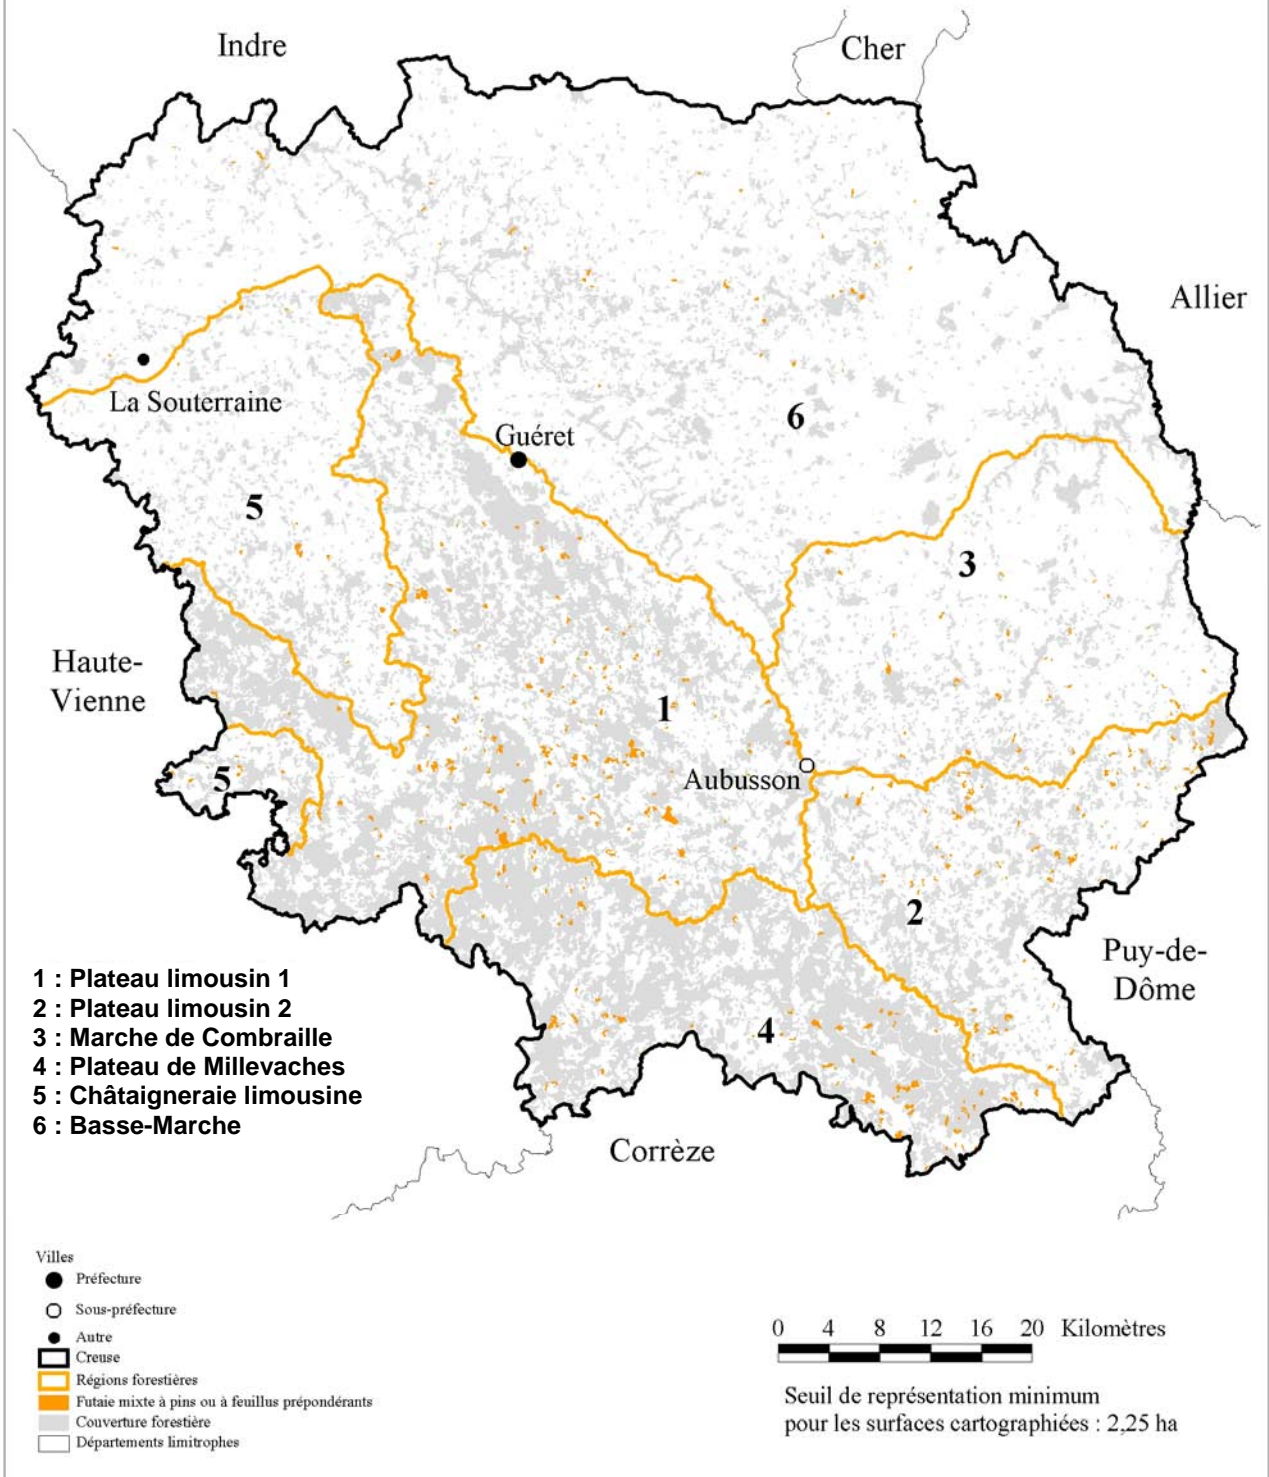 Indre
Cher
Allier
La Souterraine
6
Guéret
5
3
Haute-
Vienne
1
5
Aubusson
2
Puy-de-
Dôme
1 : Plateau limousin 1
2 : Plateau limousin 2
3 : Marche de Combraille
4 : Plateau de Millevaches
5 : Châtaigneraie limousine
6 : Basse-Marche
4
Corrèze
Villes
Préfecture
Sous-préfecture
Autre
Creuse
Régions forestières
Futaie mixte à pins ou à feuillus prépondérants
Couverture forestière
Départements limitrophes
0 4 8 12 16 20 Kilomètres
Seuil de représentation minimum
pour les surfaces cartographiées : 2,25 ha